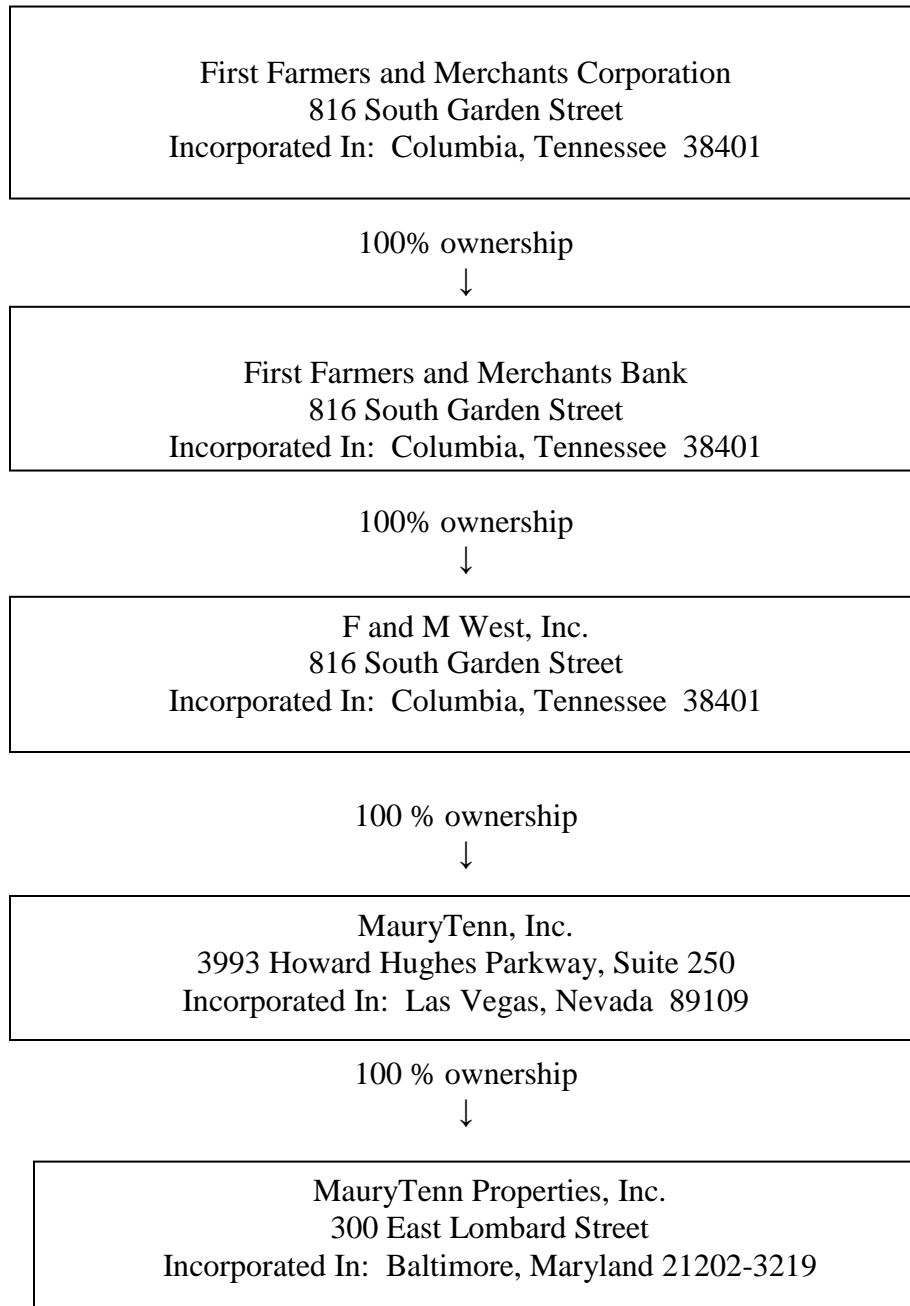 First Farmers and Merchants Corporation
816 South Garden Street
Incorporated In:  Columbia, Tennessee  38401
100% ownership
↓
First Farmers and Merchants Bank
816 South Garden Street
Incorporated In:  Columbia, Tennessee  38401
100% ownership
↓
F and M West, Inc.
816 South Garden Street
Incorporated In:  Columbia, Tennessee  38401
100 % ownership
↓
MauryTenn, Inc.
3993 Howard Hughes Parkway, Suite 250
Incorporated In:  Las Vegas, Nevada  89109
100 % ownership
↓
MauryTenn Properties, Inc.
300 East Lombard Street
Incorporated In:  Baltimore, Maryland 21202-3219